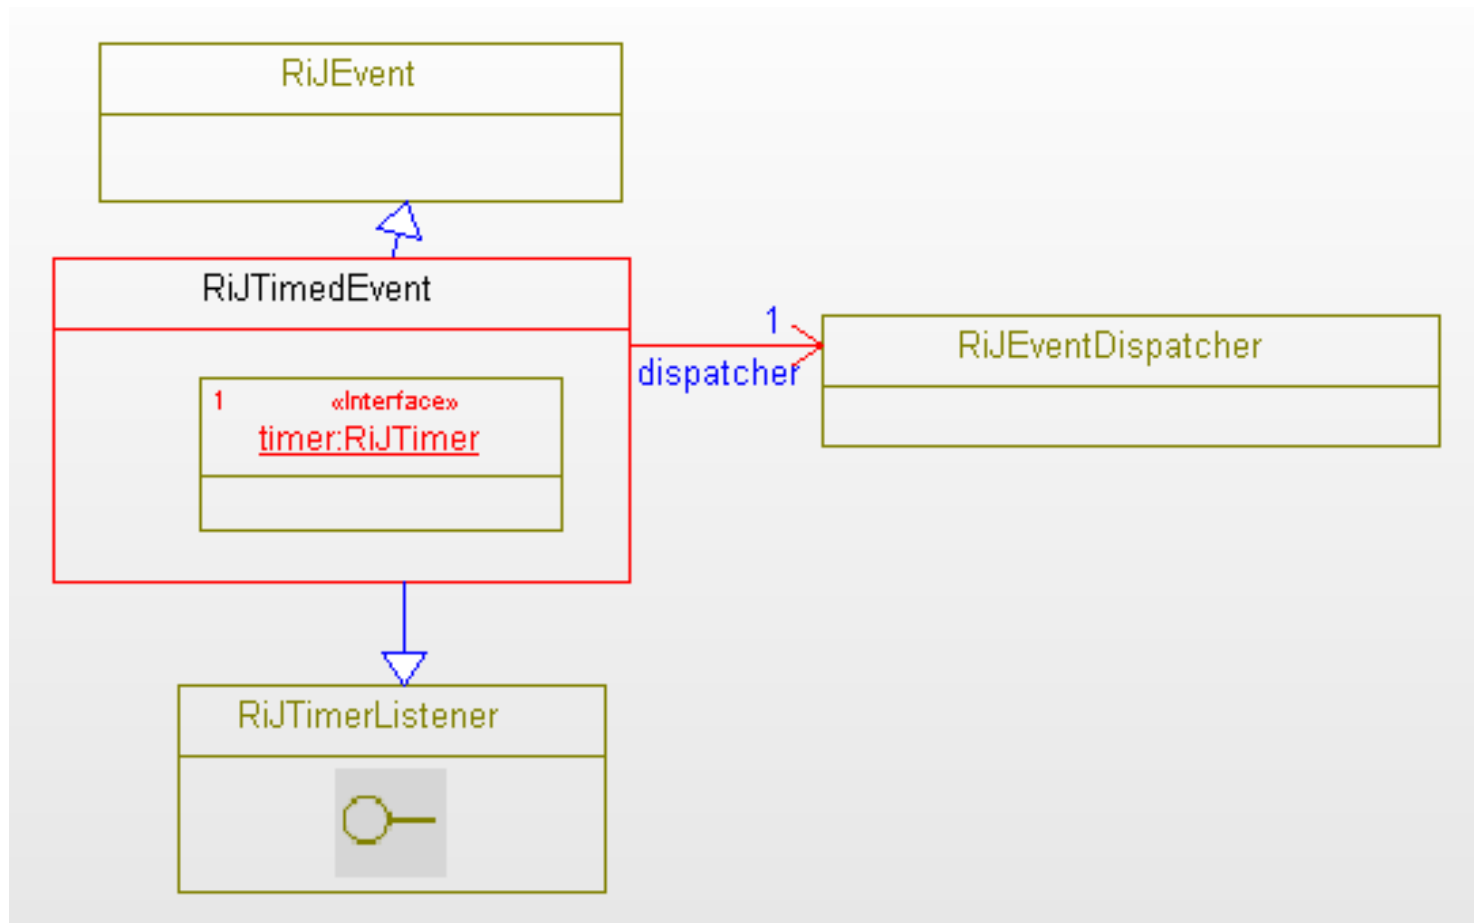 RiJEvent
RiJTimedEvent
1 «Interface»
timer:RiJTimer
1
dispatcher
RiJEventDispatcher
RiJTimerListener